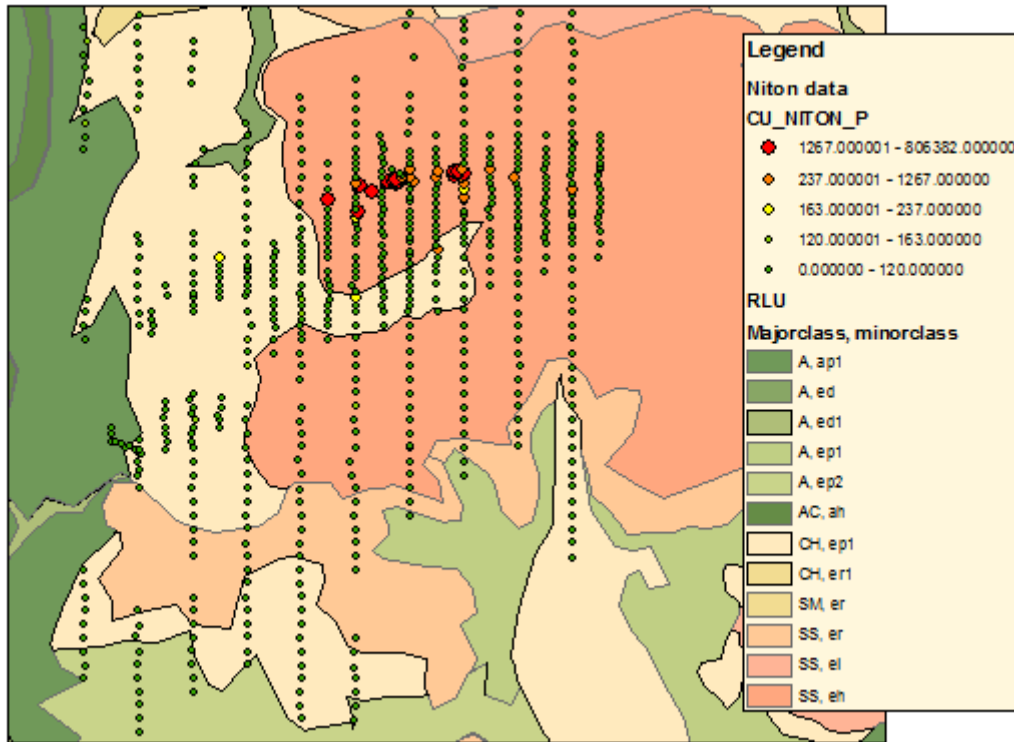 Legend
Niton data
CU_NITON_P
1267.000001 - 806382.000000
237.000001 - 1267.000000
163.000001 - 237.000000
120.000001 - 163.000000
0.000000 - 120.000000
RLU
Majorclass, minorclass
A, ap1
A, ed
A, ed1
A, ep1
A, ep2
AC, ah
CH, ep1
CH, er1
SM, er
SS, er
SS, el
SS, eh